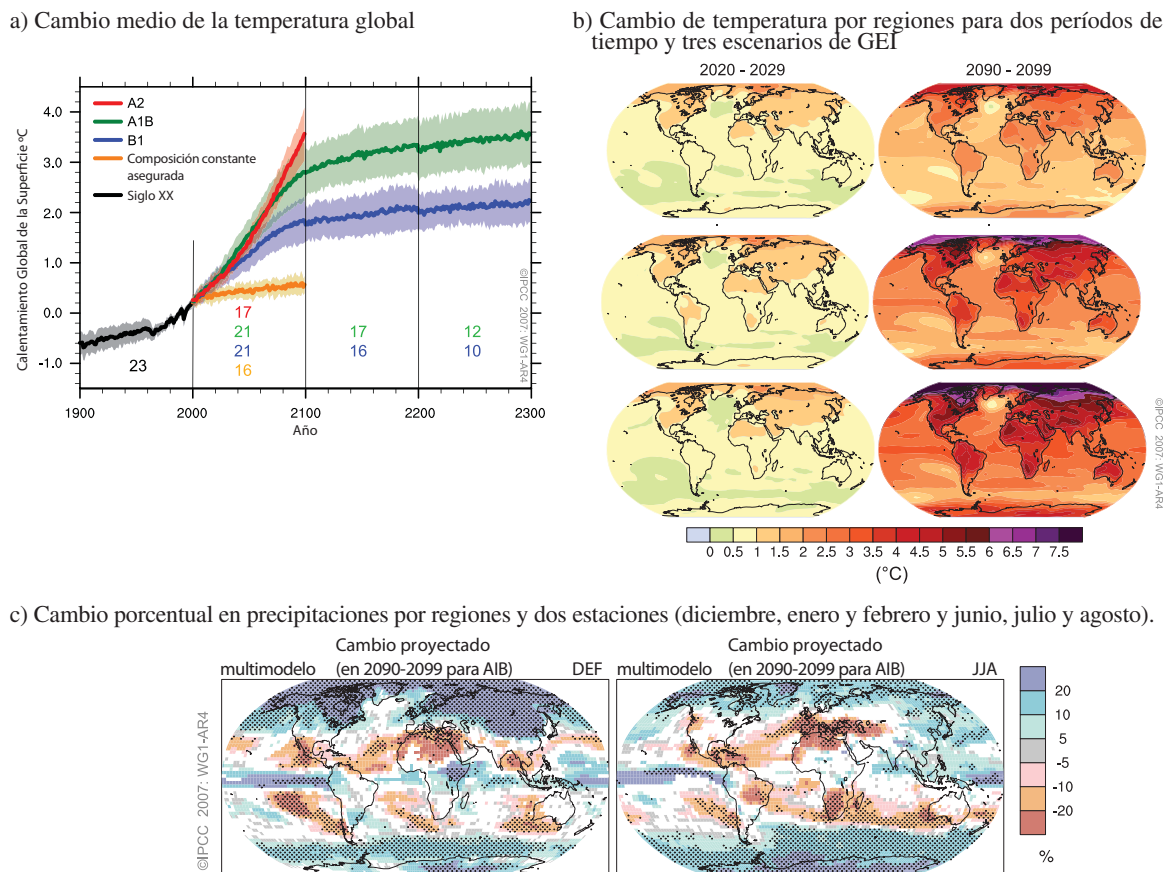 a) Cambio medio de la temperatura global
b) Cambio de temperatura por regiones para dos períodos de
tiempo y tres escenarios de GEI
Calentamiento Global de la Superficie ºC
4.0
3.0
2.0
1.0
0.0
-1.0
A2
A1B
B1
Composición constante
asegurada
Siglo XX
17
21
21
16
23
17
16
12
10
©IPCC 2007: WG1-AR4
1900
2000
2100
2200
2300
Año
2020 - 2029
2090 - 2099
©IPCC 2007: WG1-AR4
0 0.5 1 1.5 2 2.5 3 3.5 4 4.5 5 5.5 6 6.5 7 7.5
(°C)
c) Cambio porcentual en precipitaciones por regiones y dos estaciones (diciembre, enero y febrero y junio, julio y agosto).
Cambio proyectado
multimodelo (en 2090-2099 para AIB) DEF
Cambio proyectado
multimodelo (en 2090-2099 para AIB) JJA
©IPCC 2007: WG1-AR4
20
10
5
-5
-10
-20
%